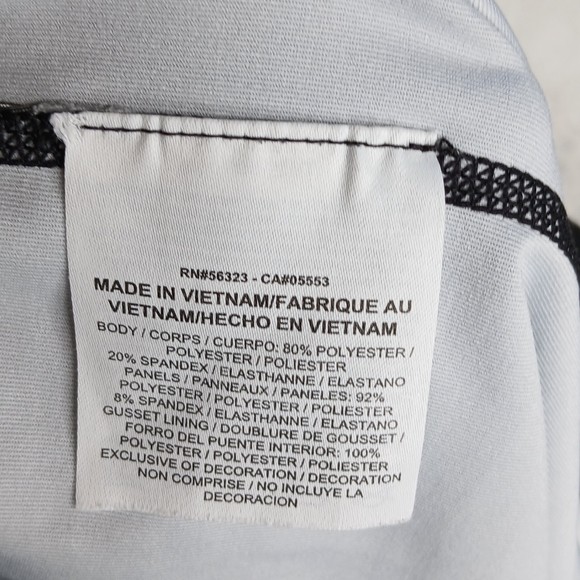 RN#56323 - CA#05553
MADE IN VIETNAM/FABRIQUE AU
VIETNAM/HECHO EN VIETNAM
BODY / CORPS / CUERPO: 80% POLYESTER /
POLYESTER / POLIESTER
20% SPANDEX / ELASTHANNE / ELASTANO
PANELS / PANNEAUX / PANELES: 92%
POLYESTER / POLYESTER / POLIESTER
8% SPANDEX / ELASTHANNE / ELASTANO
GUSSET LINING / DOUBLURE DE GOUSSET /
FORRO DEL PUENTE INTERIOR: 100%
POLYESTER / POLYESTER / POLIESTER
EXCLUSIVE OF DECORATION / DECORATION
NON COMPRISE / NO INCLUYE LA
DECORACION